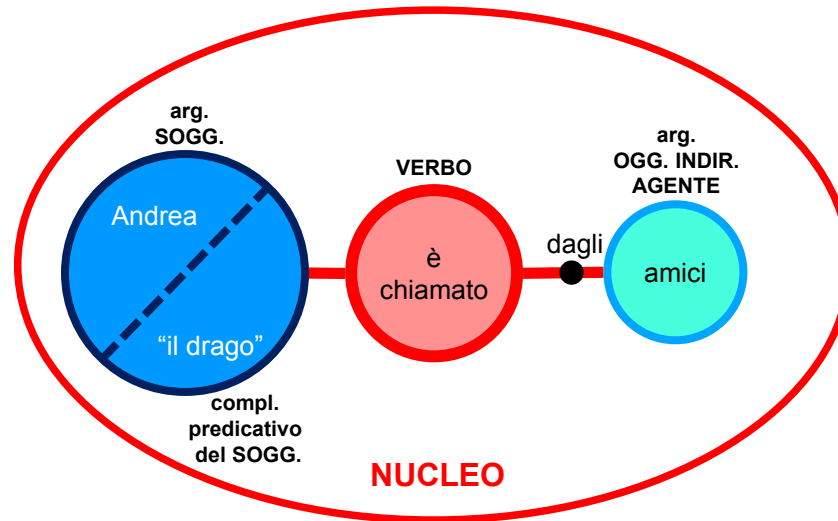 arg.
SOGG.
Andrea
“il drago”
compl.
predicativo
del SOGG.
VERBO
è
chiamato
dagli
arg.
OGG. INDIR.
AGENTE
amici
NUCLEO